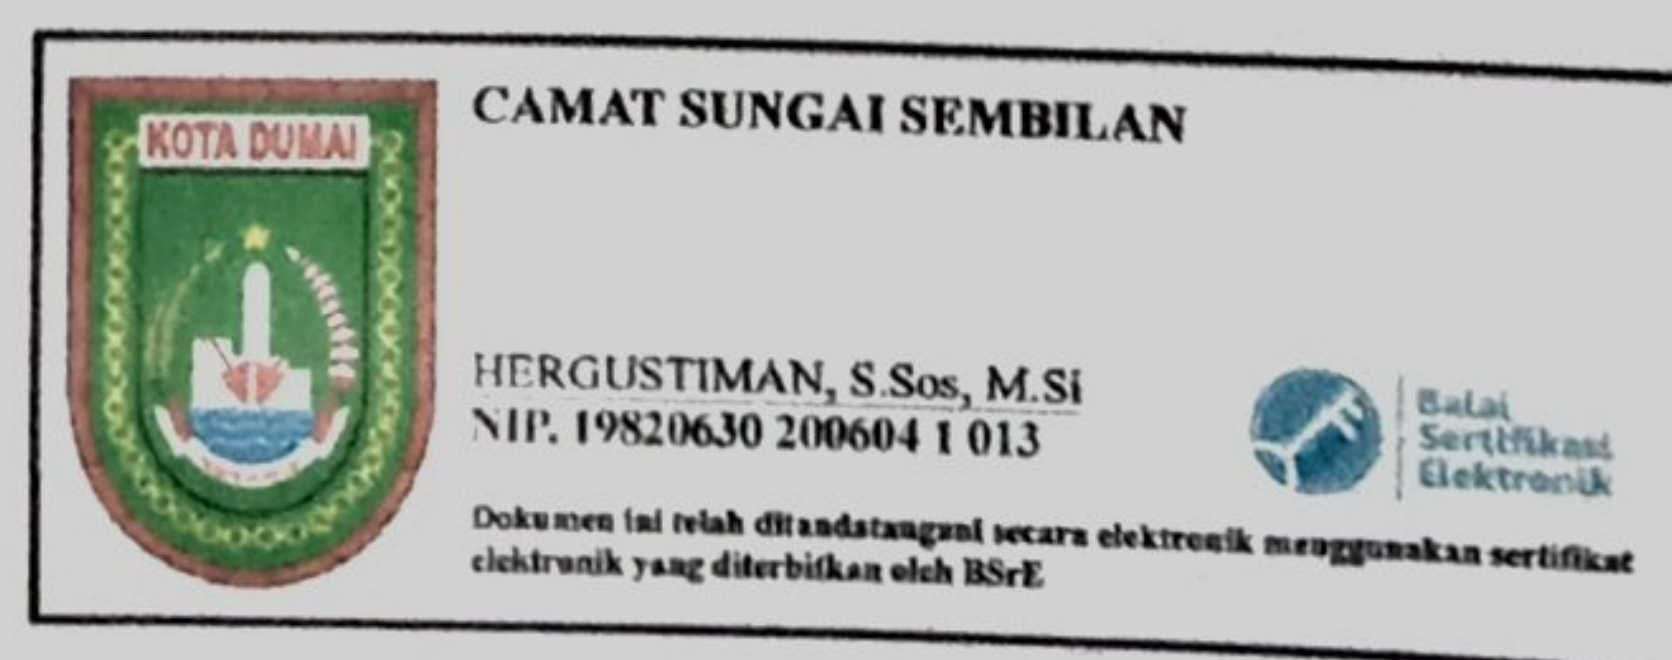 KOTA DUMAI
CAMAT SUNGAI SEMBILAN
HERGUSTIMAN, S.Sos, M.Si
NIP. 19820630 200604 1 013
Balai
Sertifikasi
Elektronik
Dokumen ini telah ditandatangani secara elektronik menggunakan sertifikat
elektronik yang diterbitkan oleh BSrE